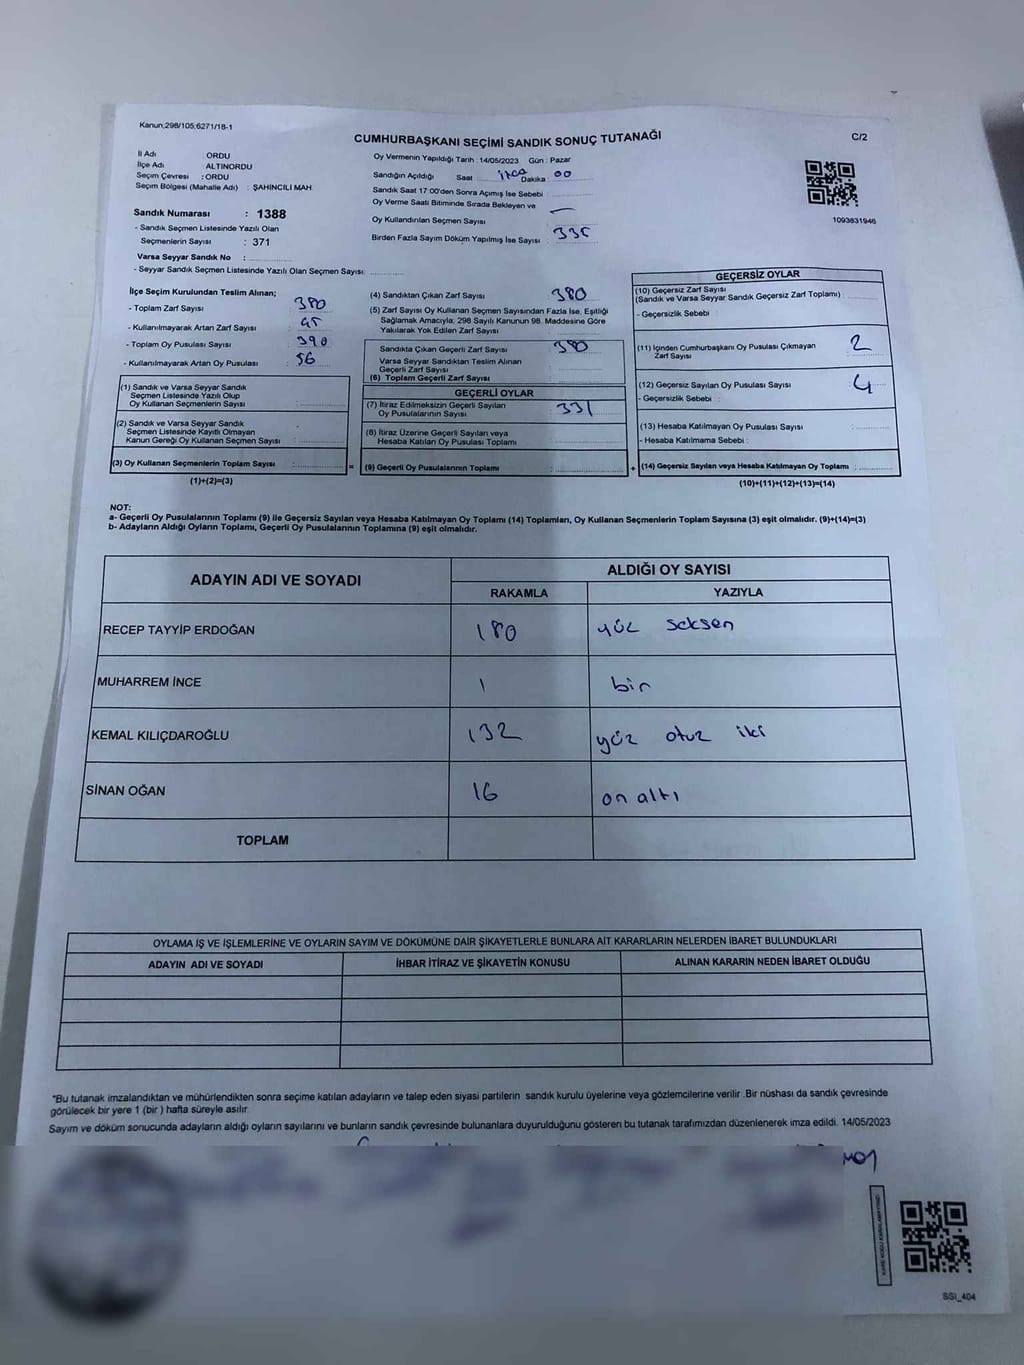 Kanun;298/105,6271/18-1
CUMHURBAŞKANI SEÇİMİ SANDIK SONUÇ TUTANAĞI
C/2
İl Adı ORDU
İlçe Adı : ALTINORDU
Seçim Çevresi : ORDU
Seçim Bölgesi (Mahalle Adı) : ŞAHİNCİLİ MAH.
Sandık Numarası : 1388
- Sandık Seçmen Listesinde Yazılı Olan
Seçmenlerin Sayısı : 371
Varsa Seyyar Sandık No :
- Seyyar Sandık Seçmen Listesinde Yazılı Olan Seçmen Sayısı:
Oy Vermenin Yapıldığı Tarih : 14/05/2023 Gün : Pazar
Sandığın Açıldığı Saat Dakika 00
Sandık Saat 17:00'den Sonra Açımış İse Sebebi :
Oy Verme Saati Bitiminde Sırada Bekleyen ve
Oy Kullandırılan Seçmen Sayısı
Birden Fazla Sayım Döküm Yapılmış İse Sayısı 335
1093831946
İlçe Seçim Kurulundan Teslim Alınan;
- Toplam Zarf Sayısı : 380
- Kullanılmayarak Artan Zarf Sayısı : 45
- Toplam Oy Pusulası Sayısı : 390
- Kullanılmayarak Artan Oy Pusulası : 56
(1) Sandık ve Varsa Seyyar Sandık
Seçmen Listesinde Yazılı Olup
Oy Kullanan Seçmenlerin Sayısı :
(2) Sandık ve Varsa Seyyar Sandık
Seçmen Listesinde Kayıtlı Olmayan
Kanun Gereği Oy Kullanan Seçmen Sayısı :
(3) Oy Kullanan Seçmenlerin Toplam Sayısı :
(1)+(2)=(3)
=
(4) Sandıktan Çıkan Zarf Sayısı : 380
(5) Zarf Sayısı Oy Kullanan Seçmen Sayısından Fazla İse, Eşitliği
Sağlamak Amacıyla, 298 Sayılı Kanunun 98. Maddesine Göre
Yakılarak Yok Edilen Zarf Sayısı :
Sandıkta Çıkan Geçerli Zarf Sayısı : 380
Varsa Seyyar Sandıktan Teslim Alınan
Geçerli Zarf Sayısı :
(6) Toplam Geçerli Zarf Sayısı
GEÇERLİ OYLAR
(7) İtiraz Edilmeksizin Geçerli Sayılan
Oy Pusulalarının Sayısı : 331
(8) İtiraz Üzerine Geçerli Sayılan veya
Hesaba Katılan Oy Pusulası Toplamı :
(9) Geçerli Oy Pusulalarının Toplamı :
+
GEÇERSİZ OYLAR
(10) Geçersiz Zarf Sayısı
(Sandık ve Varsa Seyyar Sandık Geçersiz Zarf Toplamı) :
- Geçersizlik Sebebi :
(11) İçinden Cumhurbaşkanı Oy Pusulası Çıkmayan
Zarf Sayısı : 2
(12) Geçersiz Sayılan Oy Pusulası Sayısı : 4
- Geçersizlik Sebebi :
(13) Hesaba Katılmayan Oy Pusulası Sayısı :
- Hesaba Katılmama Sebebi :
(14) Geçersiz Sayılan veya Hesaba Katılmayan Oy Toplamı :
(10)+(11)+(12)+(13)=(14)
NOT:
a- Geçerli Oy Pusulalarının Toplamı (9) ile Geçersiz Sayılan veya Hesaba Katılmayan Oy Toplamı (14) Toplamları, Oy Kullanan Seçmenlerin Toplam Sayısına (3) eşit olmalıdır. (9)+(14)=(3)
b- Adayların Aldığı Oyların Toplamı, Geçerli Oy Pusulalarının Toplamına (9) eşit olmalıdır.
ADAYIN ADI VE SOYADI
ALDIĞI OY SAYISI
RAKAMLA YAZIYLA
RECEP TAYYİP ERDOĞAN 180 yüz seksen
MUHARREM İNCE 1 bir
KEMAL KILIÇDAROĞLU 132 yüz otuz iki
SİNAN OĞAN 16 on altı
TOPLAM
OYLAMA İŞ VE İŞLEMLERİNE VE OYLARIN SAYIM VE DÖKÜMÜNE DAİR ŞİKAYETLERLE BUNLARA AİT KARARLARIN NELERDEN İBARET BULUNDUKLARI
ADAYIN ADI VE SOYADI İHBAR İTİRAZ VE ŞİKAYETİN KONUSU ALINAN KARARIN NEDEN İBARET OLDUĞU
"Bu tutanak imzalandıktan ve mühürlendikten sonra seçime katılan adayların ve talep eden siyasi partilerin sandık kurulu üyelerine veya gözlemcilerine verilir .Bir nüshası da sandık çevresinde
görülecek bir yere 1 (bir ) hafta süreyle asılır.
Sayım ve döküm sonucunda adayların aldığı oyların sayılarını ve bunların sandık çevresinde bulunanlara duyurulduğunu gösteren bu tutanak tarafımızdan düzenlenerek imza edildi. 14/05/2023
SSI_404